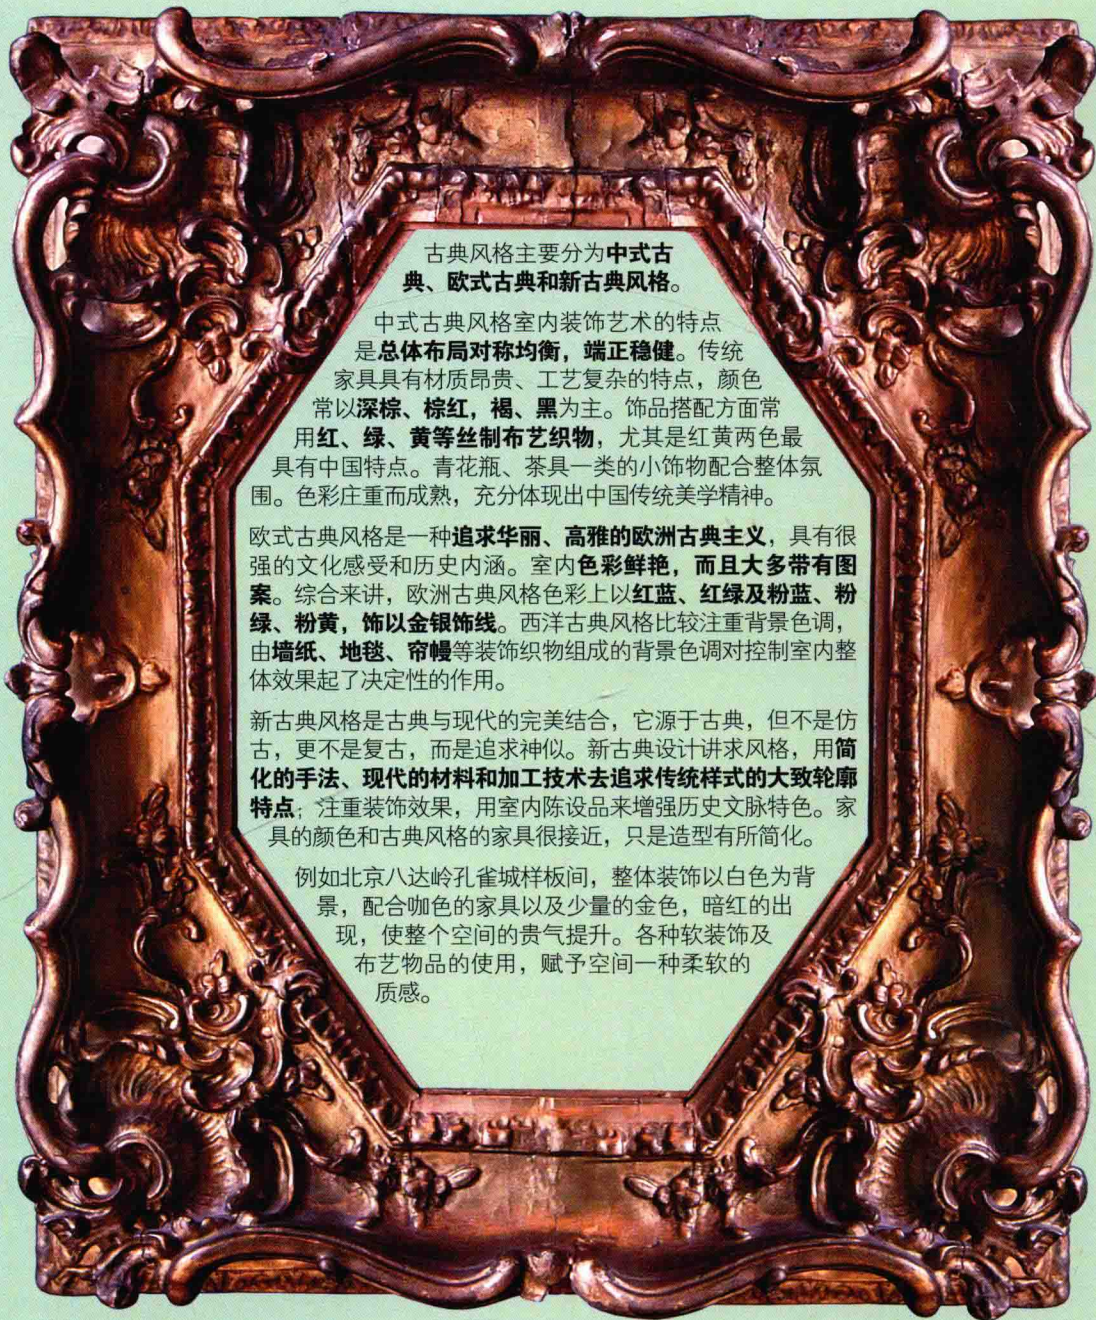 古典风格主要分为中式古
典、欧式古典和新古典风格。
中式古典风格室内装饰艺术的特点
是总体布局对称均衡，端正稳健。传统
家具具有材质昂贵、工艺复杂的特点，颜色
常以深棕、棕红，褐、黑为主。饰品搭配方面常
用红、绿、黄等丝制布艺织物，尤其是红黄两色最
具有中国特点。青花瓶、茶具一类的小饰物配合整体氛
围。色彩庄重而成熟，充分体现出中国传统美学精神。
欧式古典风格是一种追求华丽、高雅的欧洲古典主义，具有很
强的文化感受和历史内涵。室内色彩鲜艳，而且大多带有图
案。综合来讲，欧洲古典风格色彩上以红蓝、红绿及粉蓝、粉
绿、粉黄，饰以金银饰线。西洋古典风格比较注重背景色调，
由墙纸、地毯、帘幔等装饰织物组成的背景色调对控制室内整
体效果起了决定性的作用。
新古典风格是古典与现代的完美结合，它源于古典，但不是仿
古，更不是复古，而是追求神似。新古典设计讲求风格，用简
化的手法、现代的材料和加工技术去追求传统样式的大致轮廓
特点；注重装饰效果，用室内陈设品来增强历史文脉特色。家
具的颜色和古典风格的家具很接近，只是造型有所简化。
例如北京八达岭孔雀城样板间，整体装饰以白色为背
景，配合咖色的家具以及少量的金色，暗红的出
现，使整个空间的贵气提升。各种软装饰及
布艺物品的使用，赋予空间一种柔软的
质感。